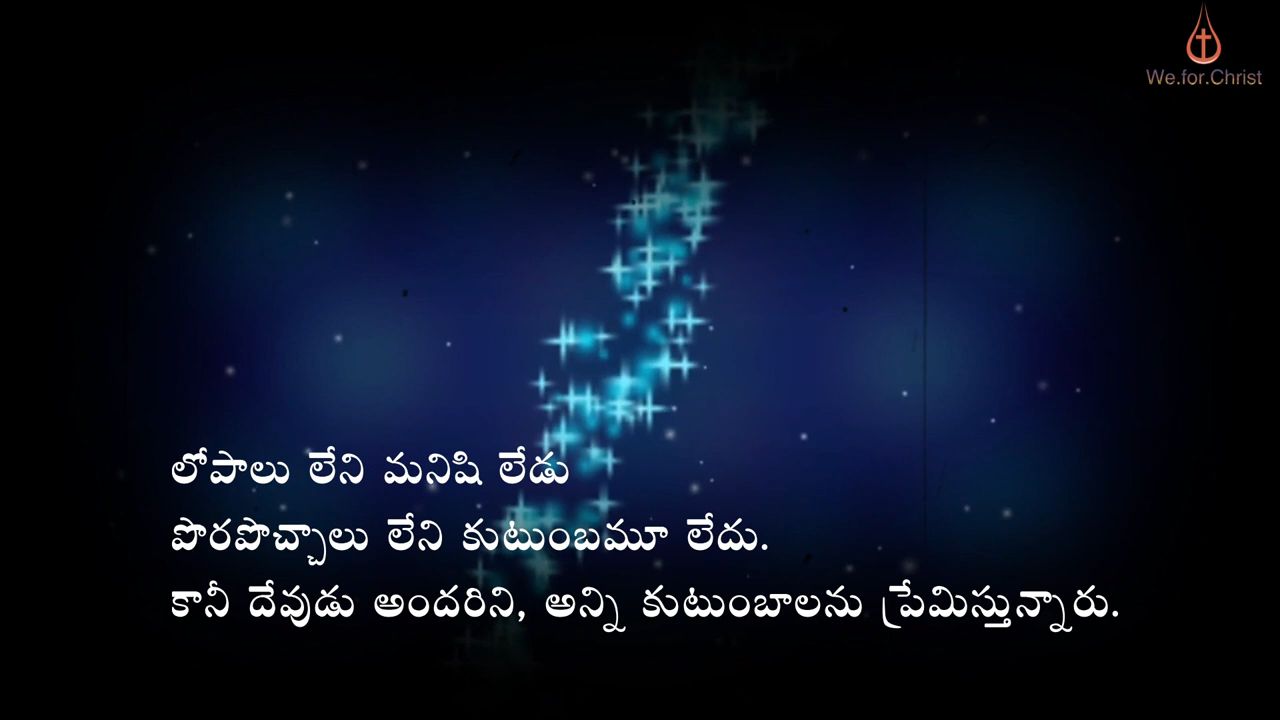 We.for.Christ
లోపాలు లేని మనిషి లేడు
పొరపొచ్చాలు లేని కుటుంబమూ లేదు.
కానీ దేవుడు అందరిని, అన్ని కుటుంబాలను ప్రేమిస్తున్నారు.